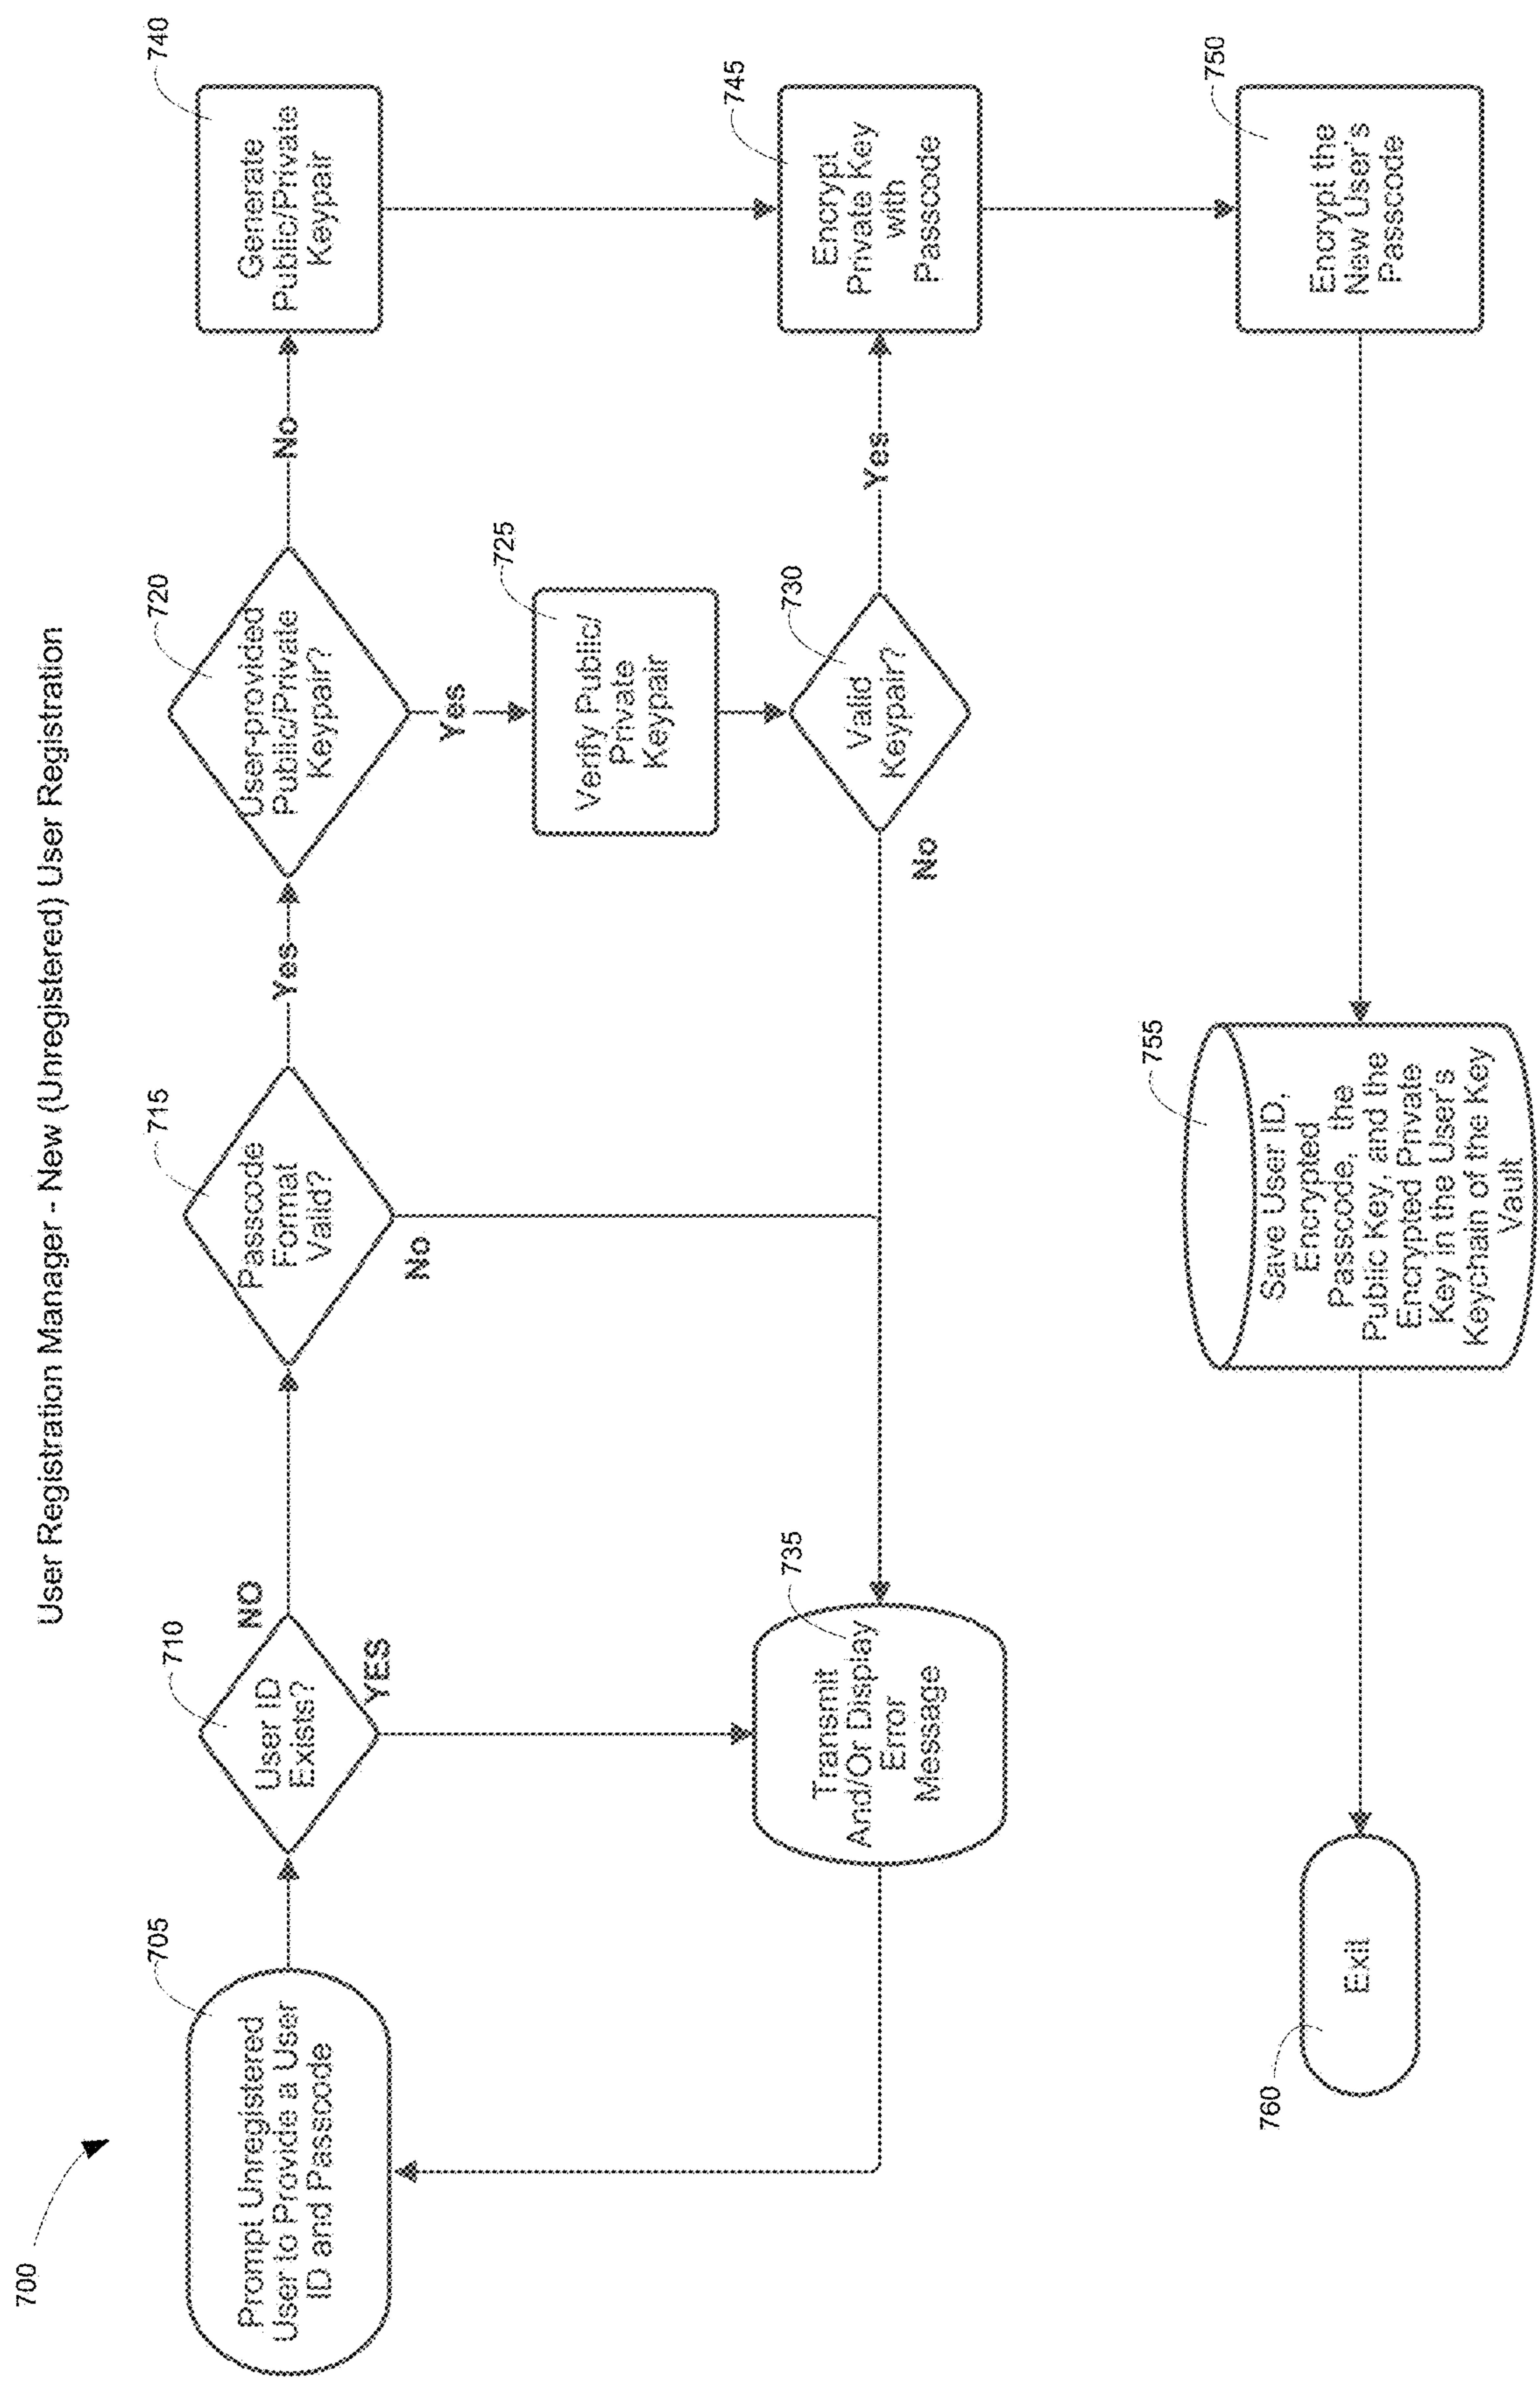 User Registration Manager - New (Unregistered) User Registration
700
705
Prompt Unregistered
User to Provide a User
ID and Passcode
710
User ID
Exists?
NO
YES
715
Passcode
Format
Valid?
Yes
No
720
User-provided
Public/Private
Keypair?
No
Yes
740
Generate
Public/Private
Keypair
725
Verify Public/
Private
Keypair
735
Transmit
And/Or Display
Error
Message
730
Valid
Keypair?
No
Yes
745
Encrypt
Private Key
with
Passcode
760
Exit
755
Save User ID,
Encrypted
Passcode, the
Public Key, and the
Encrypted Private
Key in the User's
Keychain of the Key
Vault
750
Encrypt the
New User's
Passcode